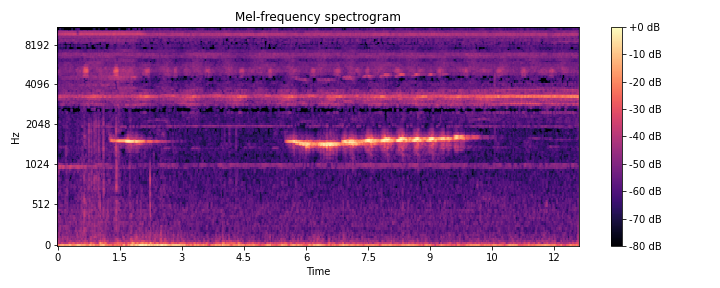 Mel-frequency spectrogram
Hz
8192
4096
2048
1024
512
0
0 1.5 3 4.5 6 7.5 9 10 12
Time
+0 dB
-10 dB
-20 dB
-30 dB
-40 dB
-50 dB
-60 dB
-70 dB
-80 dB